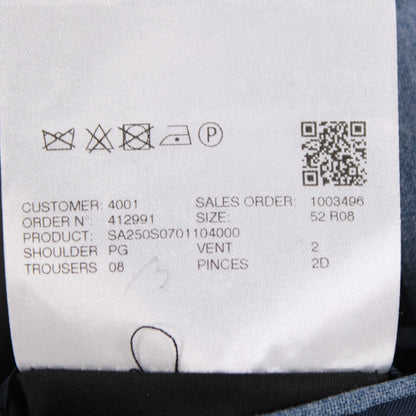 P
CUSTOMER: 4001 SALES ORDER: 1003496
ORDER N°: 412991 SIZE: 52 R08
PRODUCT: SA250S0701104000
SHOULDER PG VENT 2
TROUSERS 08 PINCES 2D